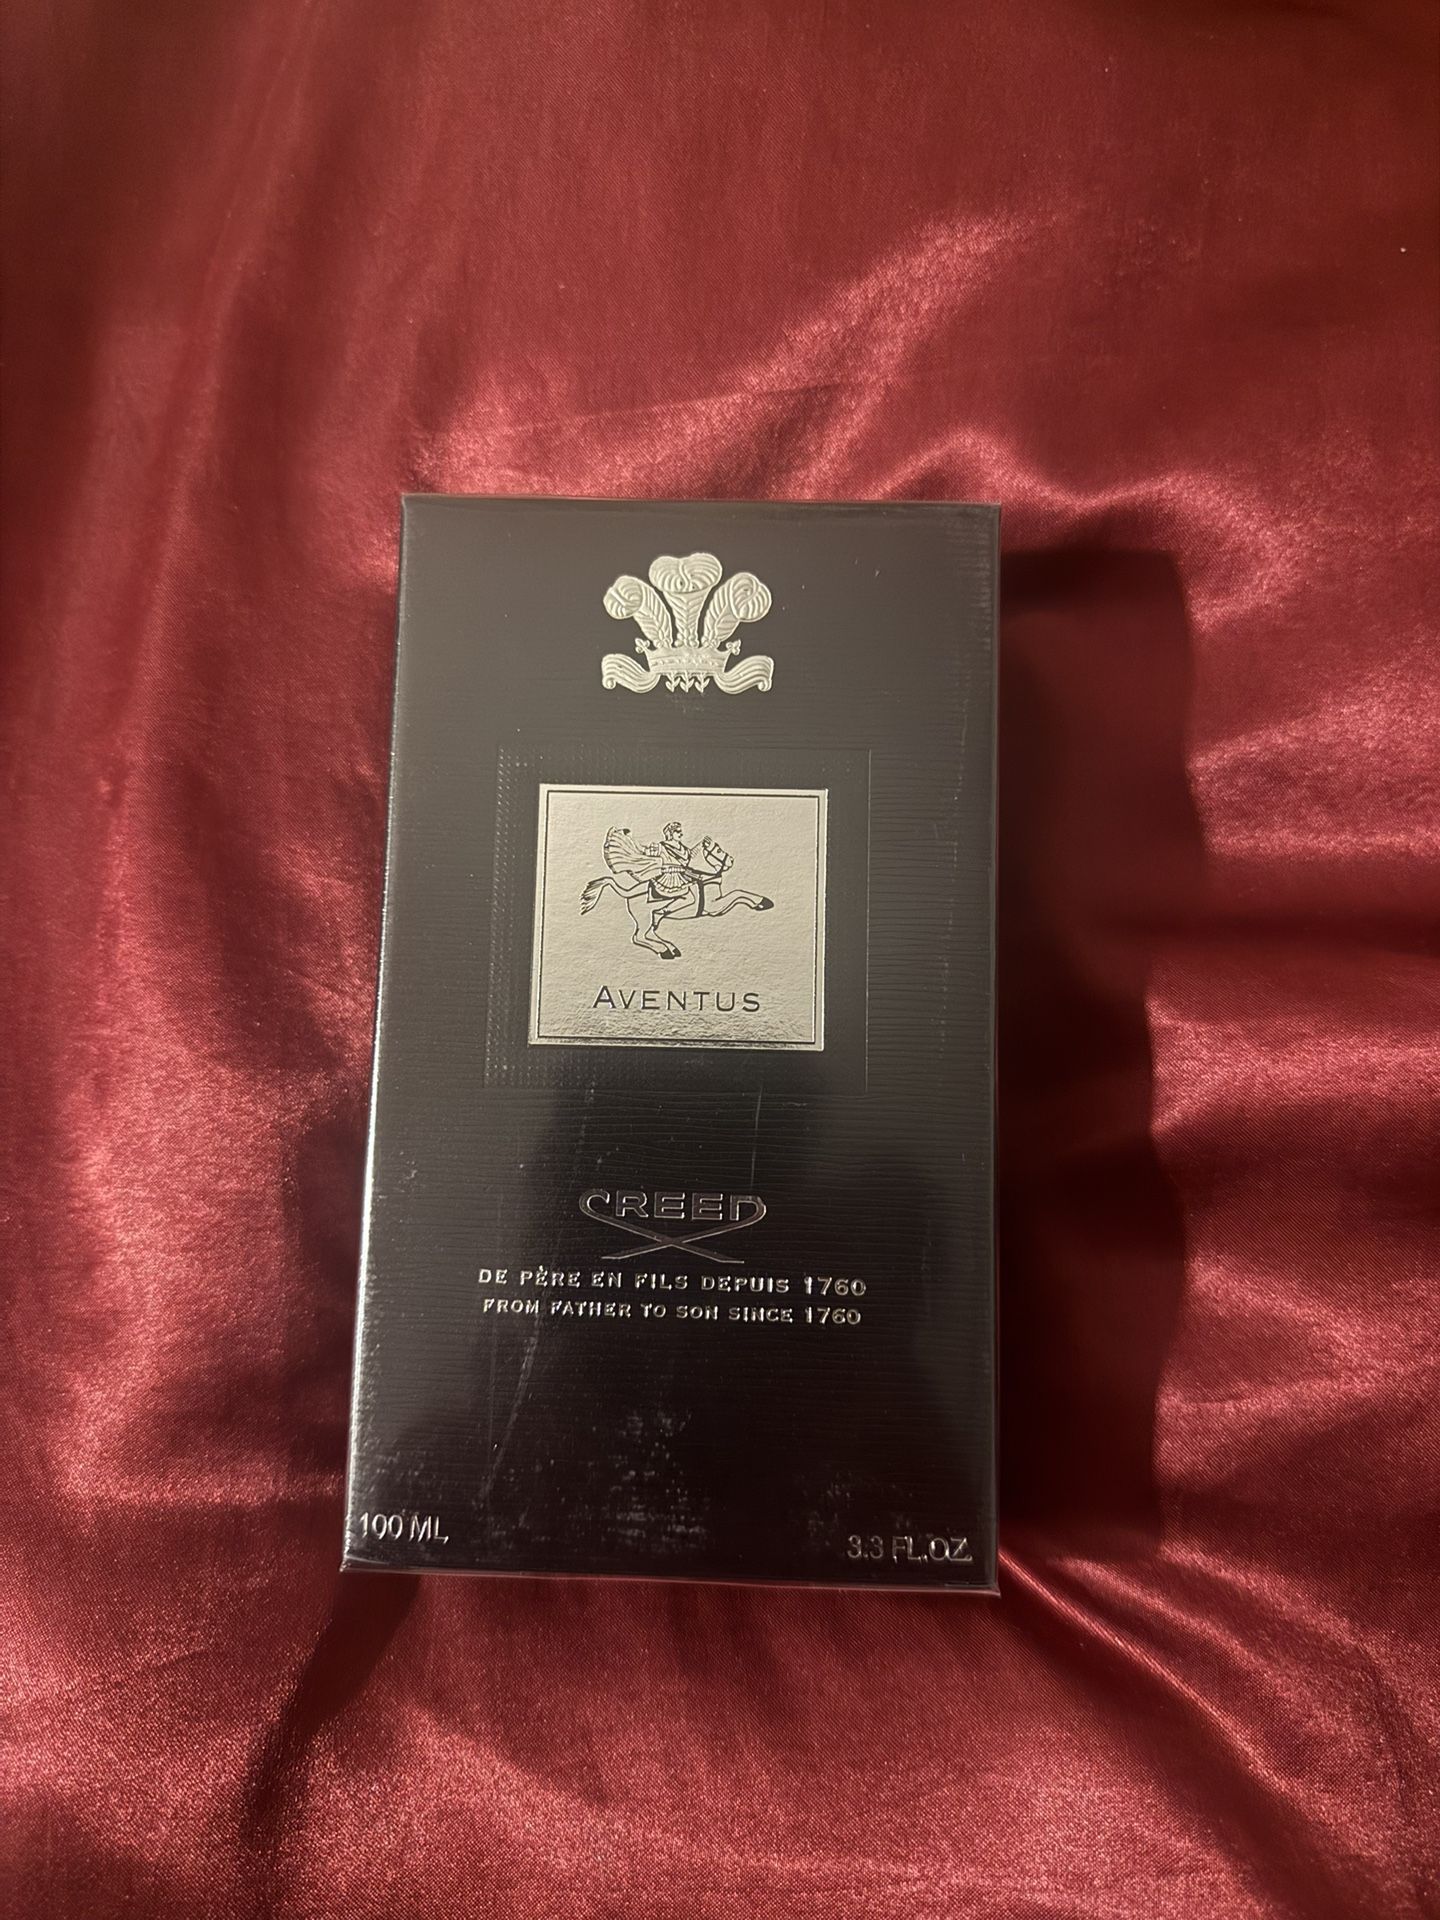 AVENTUS
CREED
DE PÈRE EN FILS DEPUIS 1760
FROM FATHER TO SON SINCE 1760
100 ML
3.3 FL.OZ